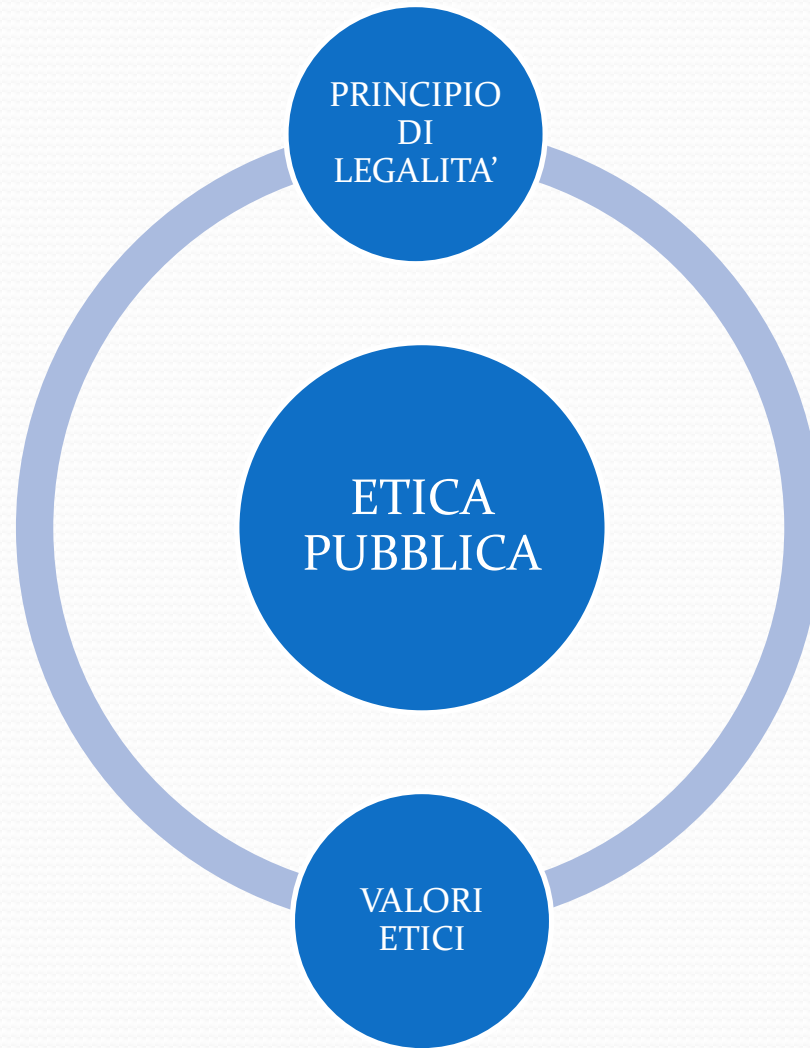 PRINCIPIO
DI
LEGALITA’
ETICA
PUBBLICA
VALORI
ETICI